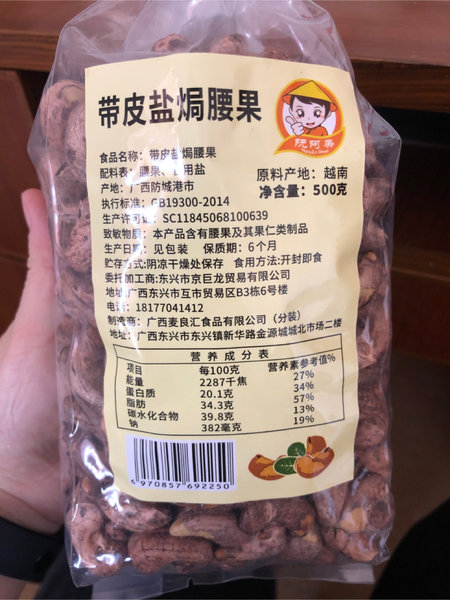 带皮盐焗腰果
阮阿美
食品名称: 带皮盐焗腰果
配料表: 腰果、食用盐
原料产地: 越南
产地: 广西防城港市
净含量: 500克
执行标准: GB19300-2014
生产许可证: SC11845068100639
致敏物质: 本产品含有腰果及其果仁类制品
生产日期: 见包装 保质期: 6个月
贮存方式: 阴凉干燥处保存 食用方法: 开封即食
委托加工商: 东兴市京巨龙贸易有限公司
地址: 广西东兴市互市贸易区B3栋6号楼
电话: 18177041412
制造商: 广西麦良汇食品有限公司 (分装)
地址: 广西东兴市东兴镇新华路金源城城北市场二楼
营养成分表
项目 每100克 营养素参考值%
能量 2287千焦 27%
蛋白质 20.1克 34%
脂肪 34.3克 57%
碳水化合物 39.8克 13%
钠 382毫克 19%
6970857692250